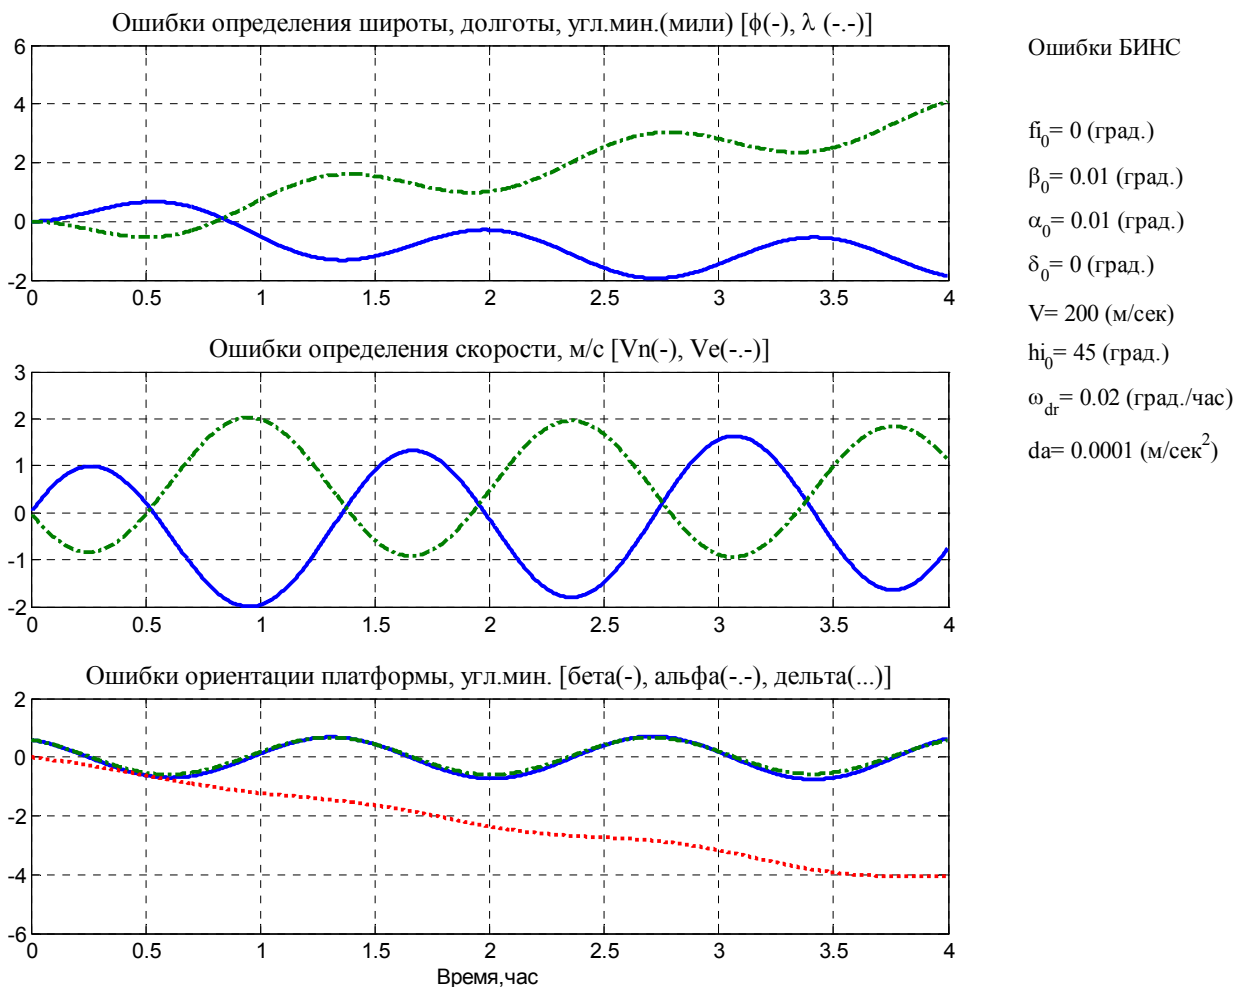 Ошибки определения широты, долготы, угл.мин.(мили) [ϕ(-), λ (-.-)]
6
4
2
0
-2
0 0.5 1 1.5 2 2.5 3 3.5 4
Ошибки определения скорости, м/с [Vn(-), Ve(-.-)]
3
2
1
0
-1
-2
0 0.5 1 1.5 2 2.5 3 3.5 4
Ошибки ориентации платформы, угл.мин. [бета(-), альфа(-.-), дельта(...)]
2
0
-2
-4
-6
0 0.5 1 1.5 2 2.5 3 3.5 4
Время,час
Ошибки БИНС
fi₀= 0 (град.)
β₀= 0.01 (град.)
α₀= 0.01 (град.)
δ₀= 0 (град.)
V= 200 (м/сек)
hi₀= 45 (град.)
ω_dr= 0.02 (град./час)
da= 0.0001 (м/сек²)